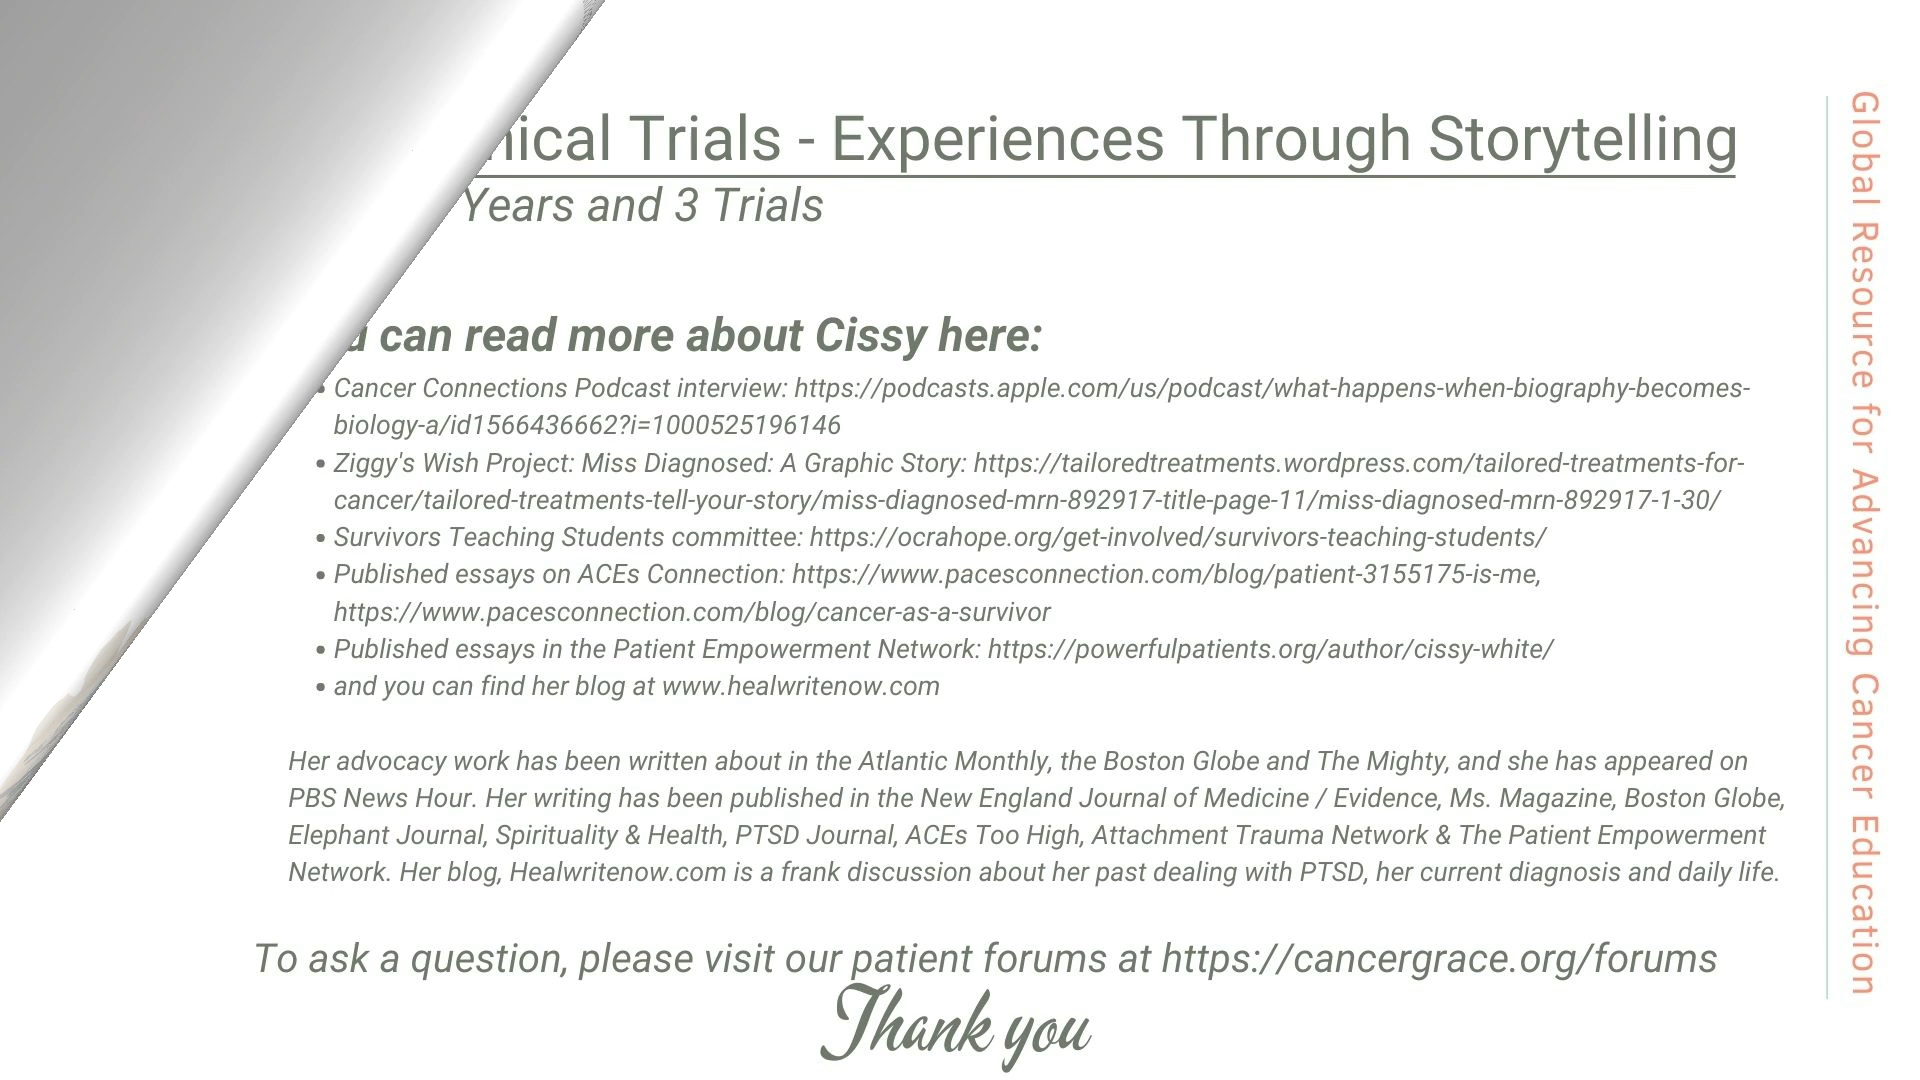 nical Trials - Experiences Through Storytelling
Years and 3 Trials
can read more about Cissy here:
• Cancer Connections Podcast interview: https://podcasts.apple.com/us/podcast/what-happens-when-biography-becomes-
biology-a/id1566436662?i=1000525196146
• Ziggy's Wish Project: Miss Diagnosed: A Graphic Story: https://tailoredtreatments.wordpress.com/tailored-treatments-for-
cancer/tailored-treatments-tell-your-story/miss-diagnosed-mrn-892917-title-page-11/miss-diagnosed-mrn-892917-1-30/
• Survivors Teaching Students committee: https://ocrahope.org/get-involved/survivors-teaching-students/
• Published essays on ACEs Connection: https://www.pacesconnection.com/blog/patient-3155175-is-me,
https://www.pacesconnection.com/blog/cancer-as-a-survivor
• Published essays in the Patient Empowerment Network: https://powerfulpatients.org/author/cissy-white/
• and you can find her blog at www.healwritenow.com
Her advocacy work has been written about in the Atlantic Monthly, the Boston Globe and The Mighty, and she has appeared on
PBS News Hour. Her writing has been published in the New England Journal of Medicine / Evidence, Ms. Magazine, Boston Globe,
Elephant Journal, Spirituality & Health, PTSD Journal, ACEs Too High, Attachment Trauma Network & The Patient Empowerment
Network. Her blog, Healwritenow.com is a frank discussion about her past dealing with PTSD, her current diagnosis and daily life.
To ask a question, please visit our patient forums at https://cancergrace.org/forums
Thank you
Global Resource for Advancing Cancer Education